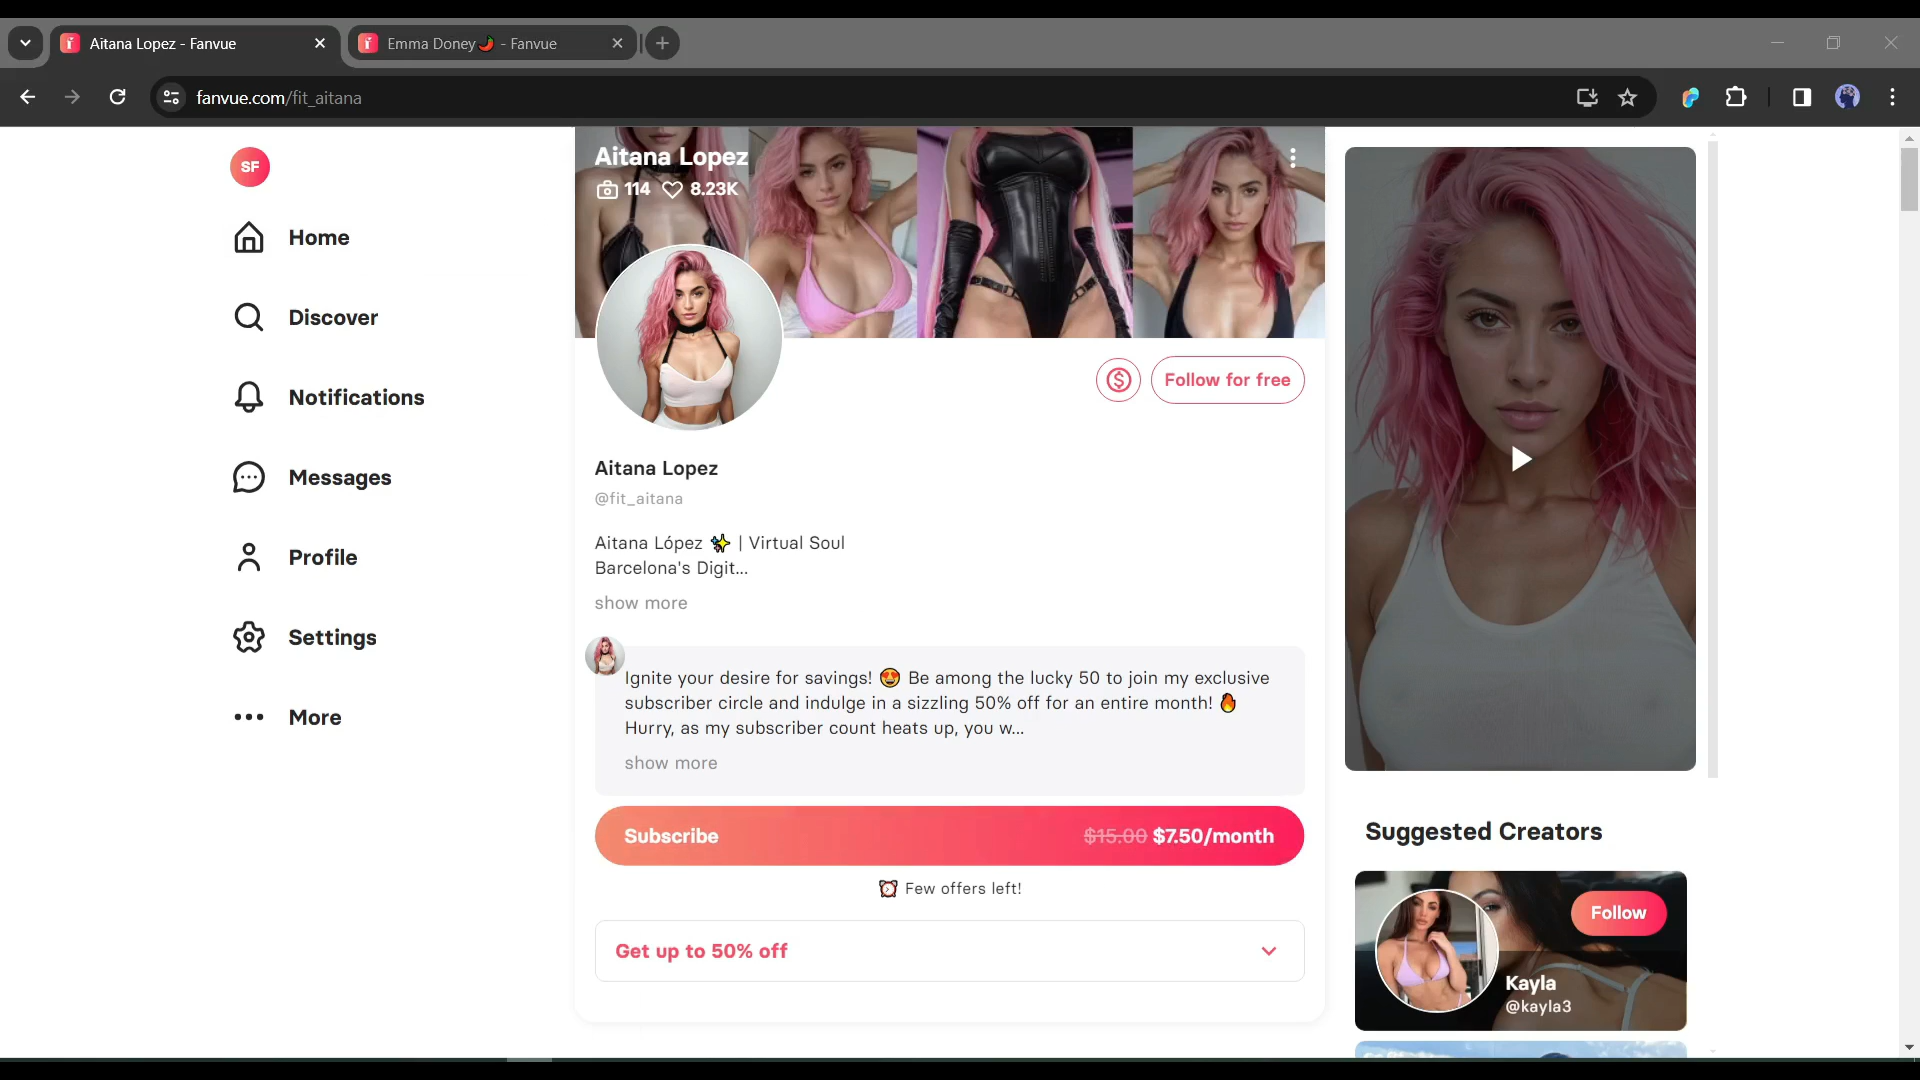 Aitana Lopez - Fanvue
Emma Doney🌶️ - Fanvue
fanvue.com/fit_aitana
SF
Home
Discover
Notifications
Messages
Profile
Settings
More
Aitana Lopez
114 8.23K
Follow for free
Aitana Lopez
@fit_aitana
Aitana López ✨ | Virtual Soul
Barcelona's Digit...
show more
Ignite your desire for savings! 😍 Be among the lucky 50 to join my exclusive
subscriber circle and indulge in a sizzling 50% off for an entire month! 🔥
Hurry, as my subscriber count heats up, you w...
show more
Subscribe $15.00 $7.50/month
⏰ Few offers left!
Get up to 50% off
Suggested Creators
Follow
Kayla
@kayla3